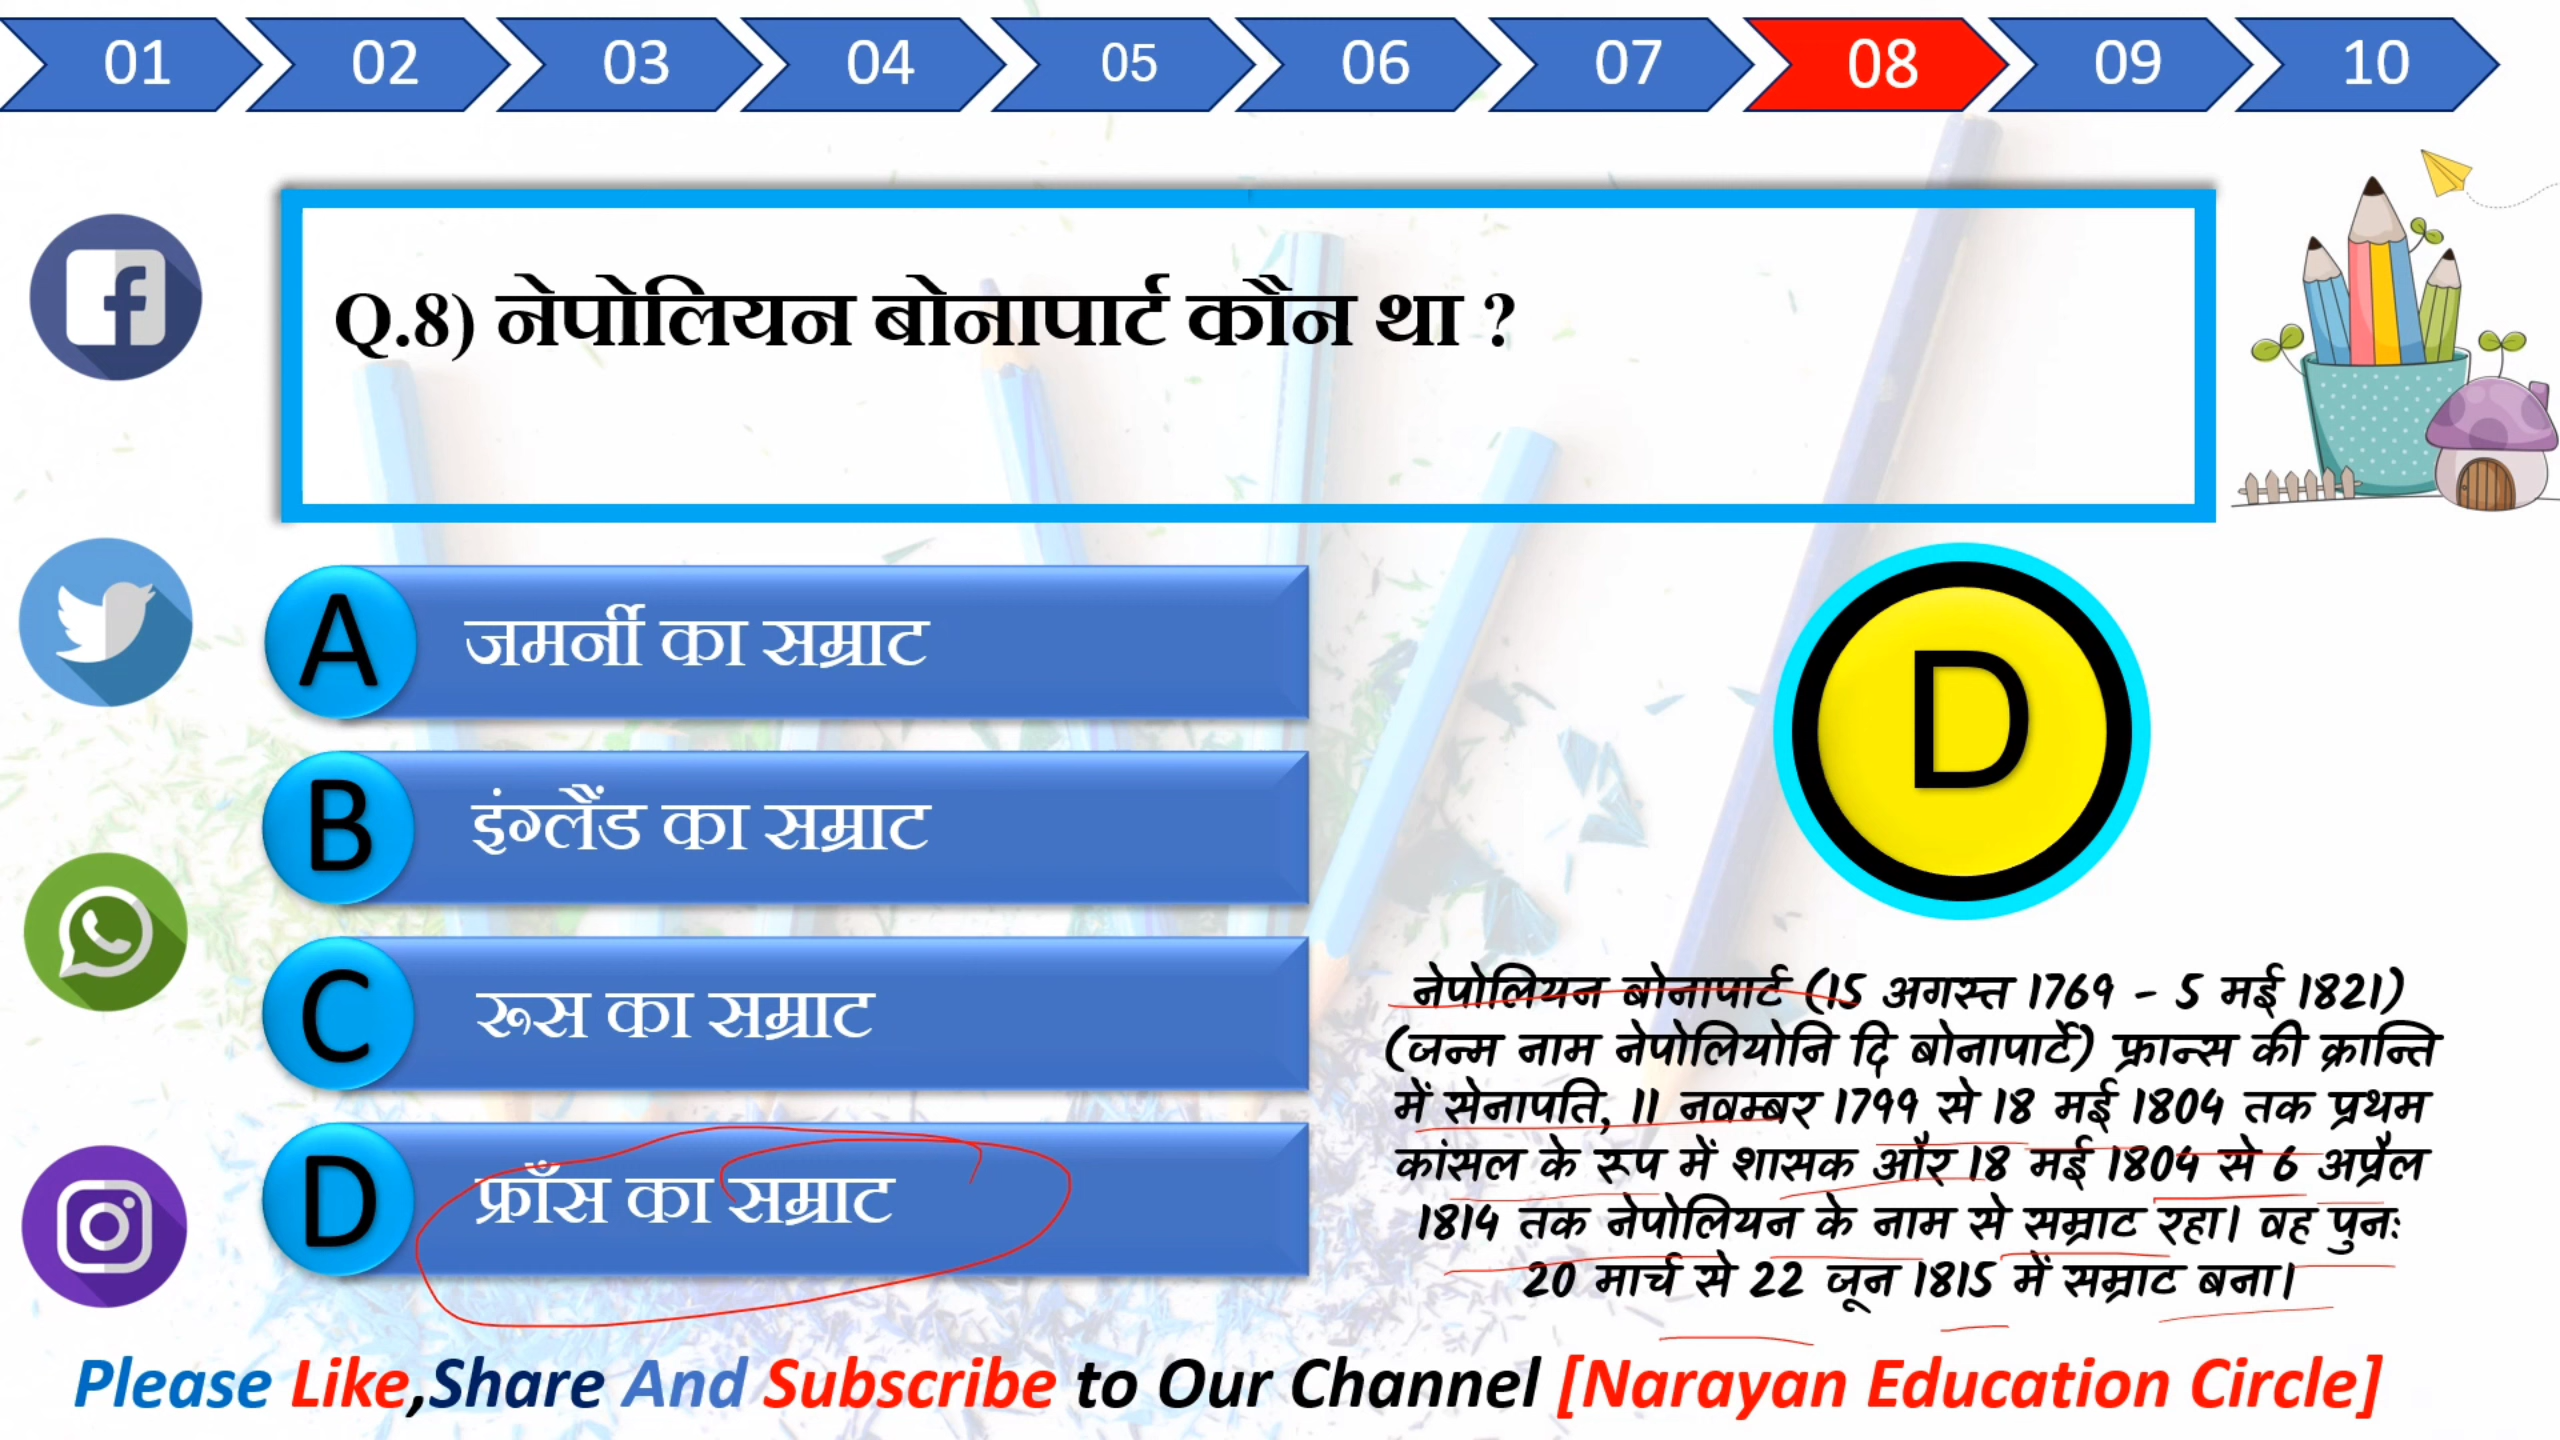 01 02 03 04 05 06 07 08 09 10
Q.8) नेपोलियन बोनापार्ट कौन था ?
A जमर्नी का सम्राट
B इंग्लैंड का सम्राट
C रूस का सम्राट
D फ्राँस का सम्राट
D
नेपोलियन बोनापार्ट (15 अगस्त 1769 - 5 मई 1821)
(जन्म नाम नेपोलियोनि दि बोनापार्टे) फ्रान्स की क्रान्ति
में सेनापति, 11 नवम्बर 1799 से 18 मई 1804 तक प्रथम
कांसल के रूप में शासक और 18 मई 1804 से 6 अप्रैल
1814 तक नेपोलियन के नाम से सम्राट रहा। वह पुनः
20 मार्च से 22 जून 1815 में सम्राट बना।
Please Like,Share And Subscribe to Our Channel [Narayan Education Circle]